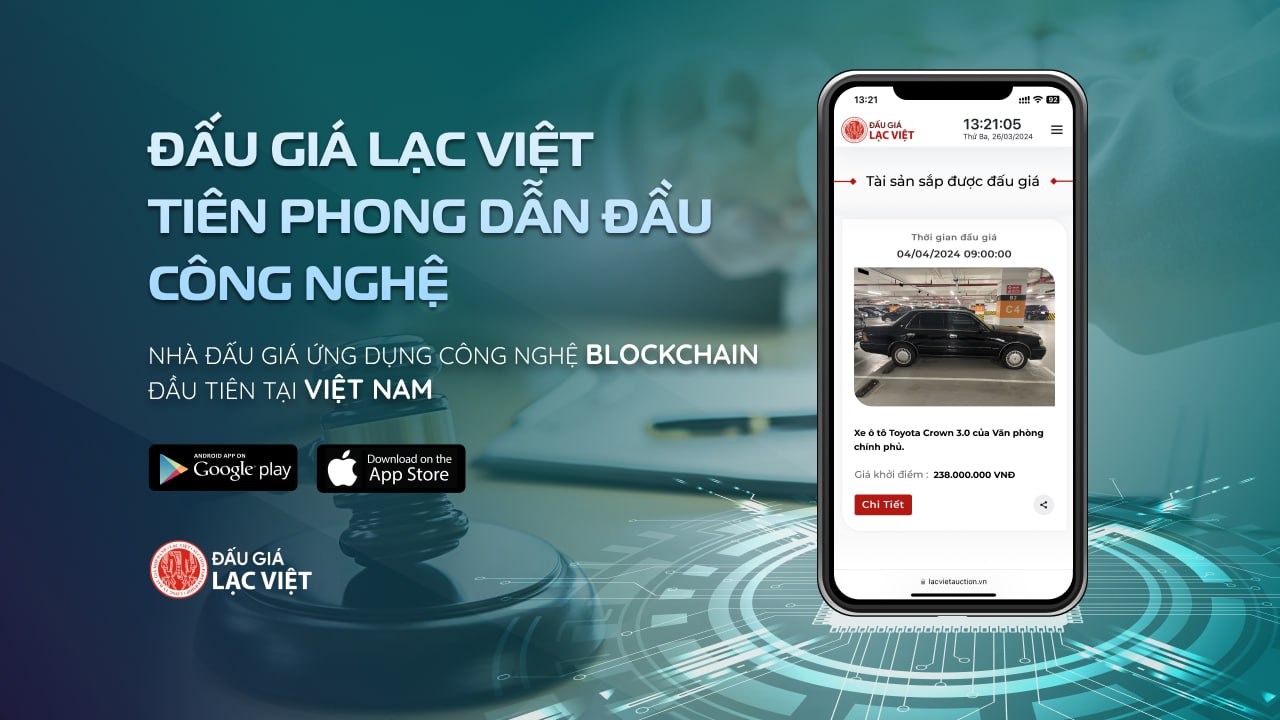 ĐẤU GIÁ LẠC VIỆT
TIÊN PHONG DẪN ĐẦU
CÔNG NGHỆ
NHÀ ĐẤU GIÁ ỨNG DỤNG CÔNG NGHỆ BLOCKCHAIN
ĐẦU TIÊN TẠI VIỆT NAM
ANDROID APP ON
Google play
Download on the
App Store
ĐẤU GIÁ
LẠC VIỆT
13:21
92
ĐẤU GIÁ
LẠC VIỆT
13:21:05
Thứ Ba, 26/03/2024
Tài sản sắp được đấu giá
Thời gian đấu giá
04/04/2024 09:00:00
B2
C4
Xe ô tô Toyota Crown 3.0 của Văn phòng
chính phủ.
Giá khởi điểm : 238.000.000 VNĐ
Chi Tiết
lacvietauction.vn